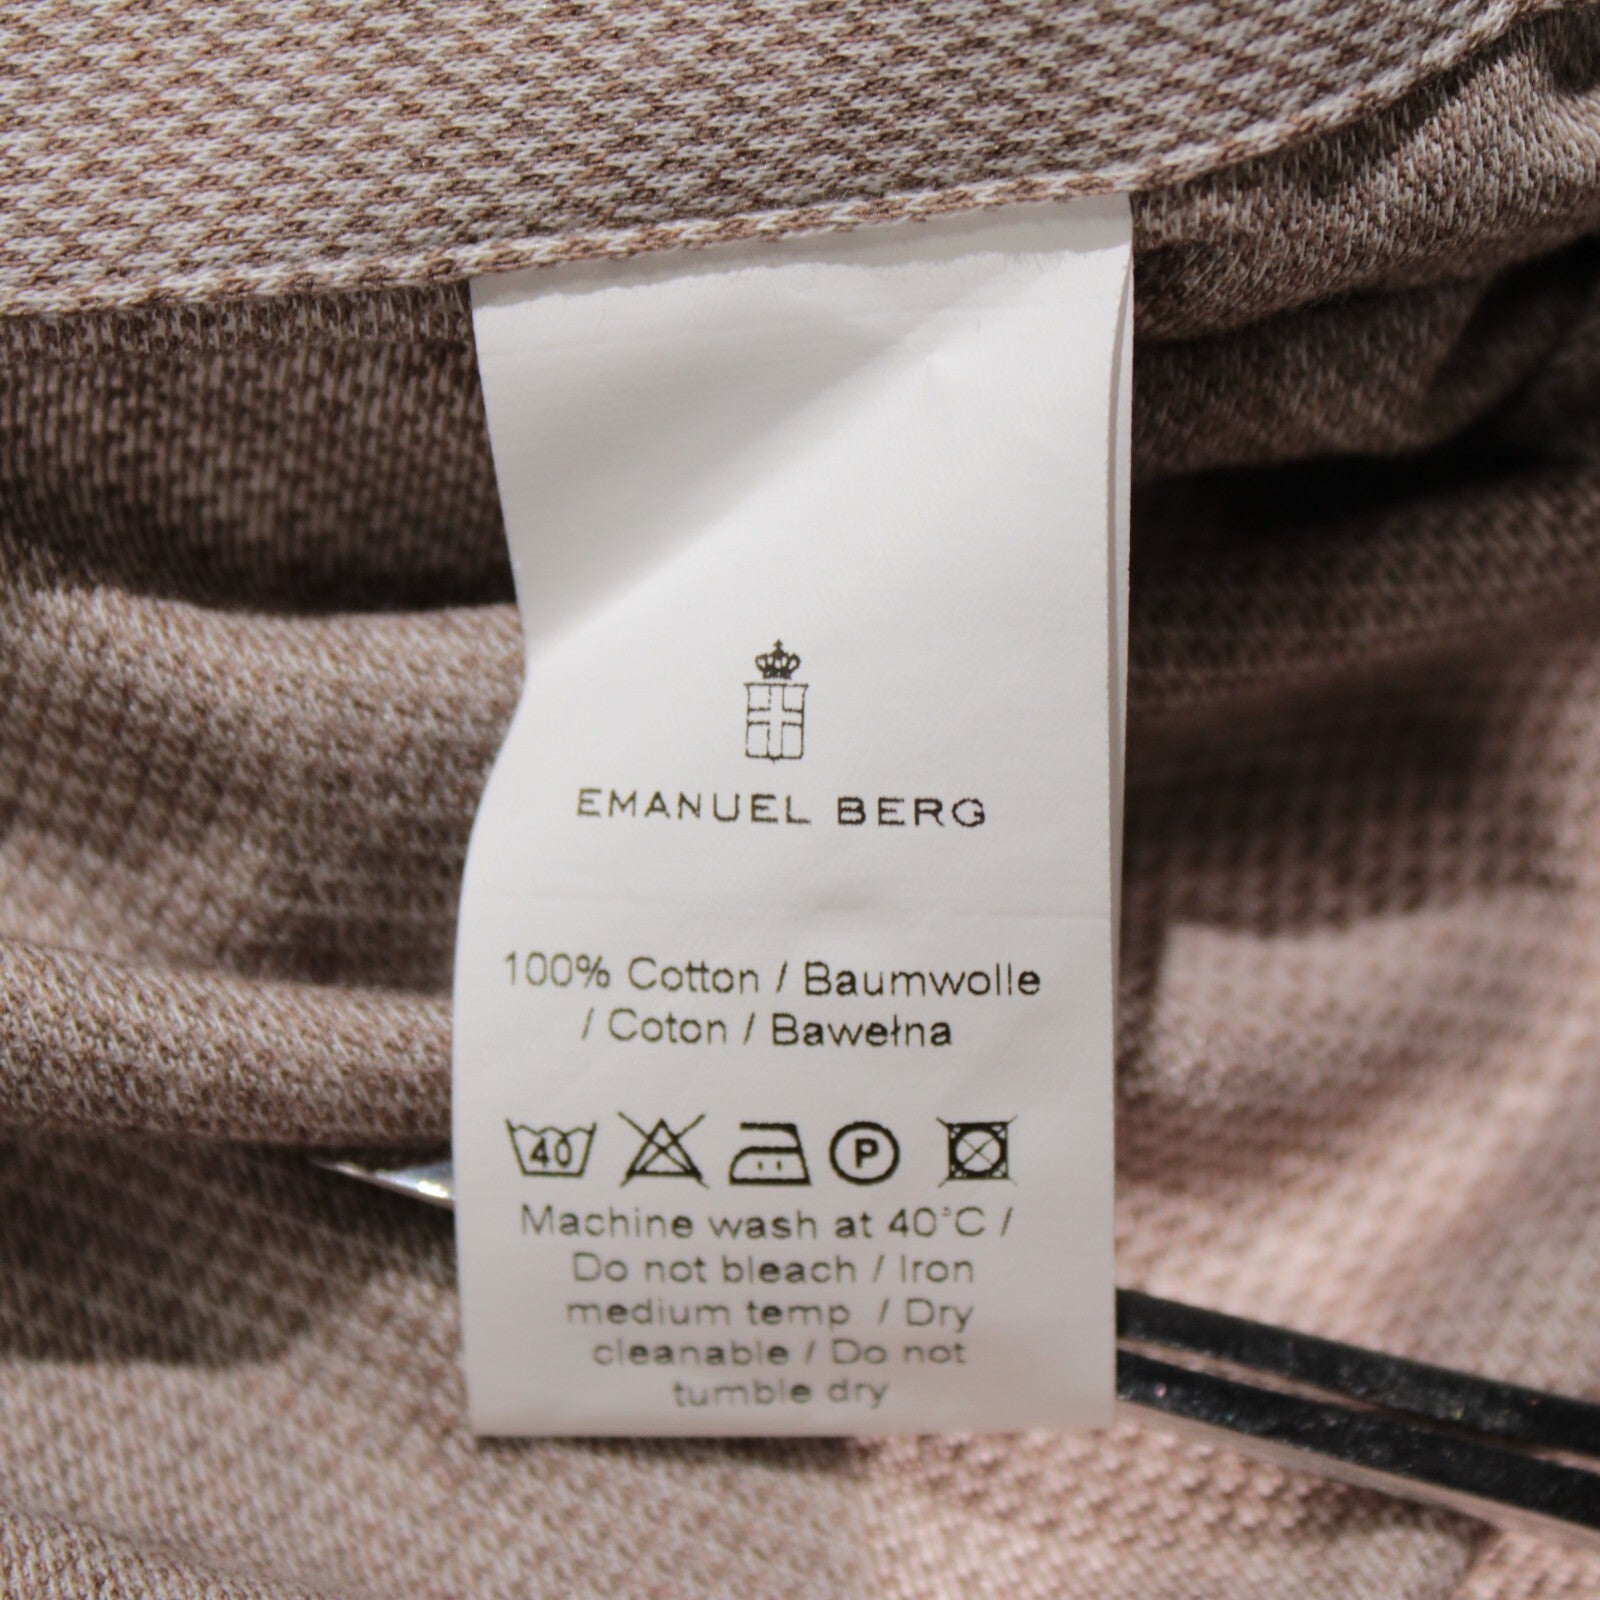 EMANUEL BERG
100% Cotton / Baumwolle
/ Coton / Bawełna
40 P
Machine wash at 40°C /
Do not bleach / Iron
medium temp / Dry
cleanable / Do not
tumble dry